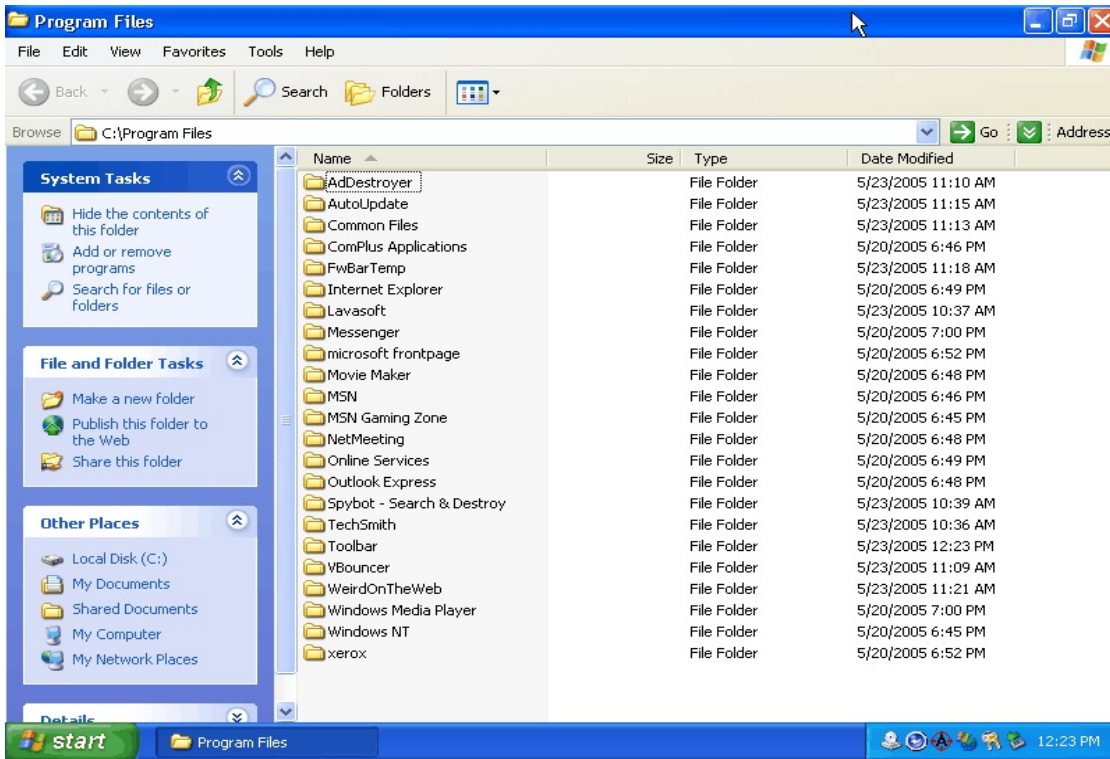 Program Files
File Edit View Favorites Tools Help
Back Search Folders
Browse C:\Program Files Go Address
Name Size Type Date Modified
System Tasks
Hide the contents of
this folder
Add or remove
programs
Search for files or
folders
File and Folder Tasks
Make a new folder
Publish this folder to
the Web
Share this folder
Other Places
Local Disk (C:)
My Documents
Shared Documents
My Computer
My Network Places
Details
AdDestroyer File Folder 5/23/2005 11:10 AM
AutoUpdate File Folder 5/23/2005 11:15 AM
Common Files File Folder 5/23/2005 11:13 AM
ComPlus Applications File Folder 5/20/2005 6:46 PM
FwBarTemp File Folder 5/23/2005 11:18 AM
Internet Explorer File Folder 5/20/2005 6:49 PM
Lavasoft File Folder 5/23/2005 10:37 AM
Messenger File Folder 5/20/2005 7:00 PM
microsoft frontpage File Folder 5/20/2005 6:52 PM
Movie Maker File Folder 5/20/2005 6:48 PM
MSN File Folder 5/20/2005 6:46 PM
MSN Gaming Zone File Folder 5/20/2005 6:45 PM
NetMeeting File Folder 5/20/2005 6:48 PM
Online Services File Folder 5/20/2005 6:49 PM
Outlook Express File Folder 5/20/2005 6:48 PM
Spybot - Search & Destroy File Folder 5/23/2005 10:39 AM
TechSmith File Folder 5/23/2005 10:36 AM
Toolbar File Folder 5/23/2005 12:23 PM
VBouncer File Folder 5/23/2005 11:09 AM
WeirdOnTheWeb File Folder 5/23/2005 11:21 AM
Windows Media Player File Folder 5/20/2005 7:00 PM
Windows NT File Folder 5/20/2005 6:45 PM
xerox File Folder 5/20/2005 6:52 PM
start Program Files 12:23 PM